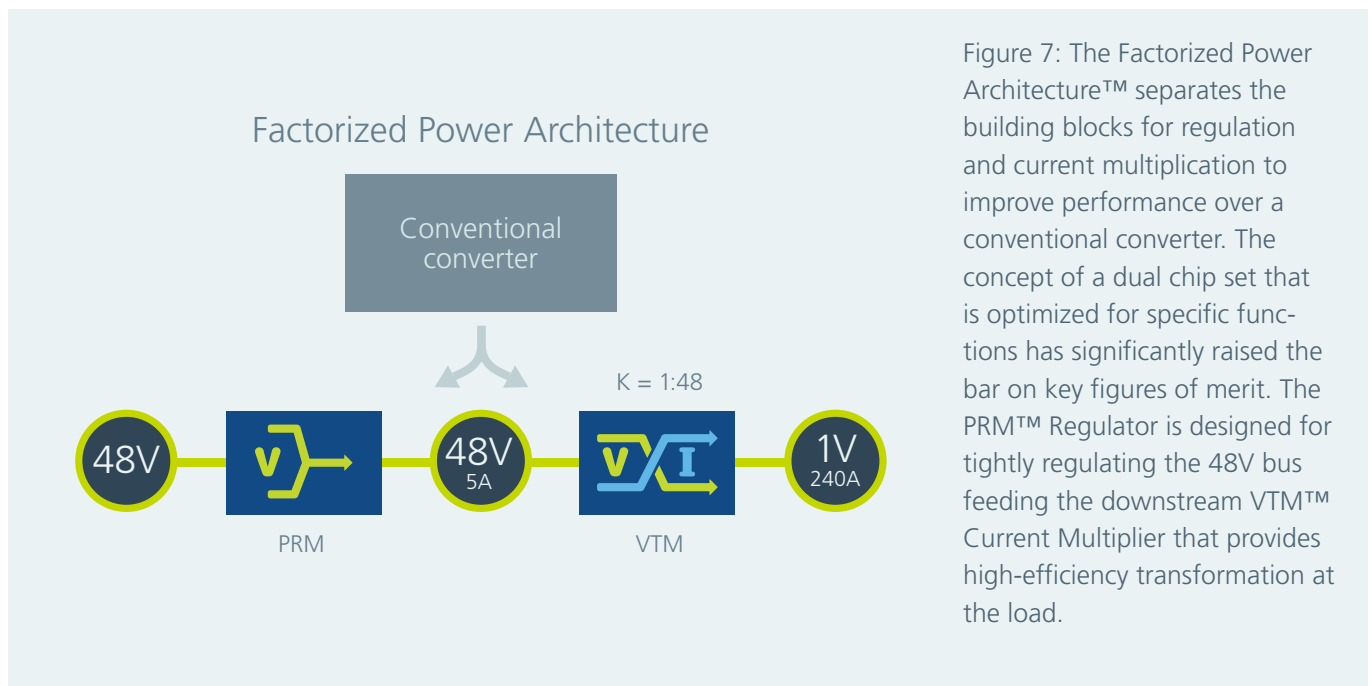 Factorized Power Architecture
Conventional
converter
K = 1:48
48V
V
48V
5A
V
I
1V
240A
PRM
VTM
Figure 7: The Factorized Power
Architecture™ separates the
building blocks for regulation
and current multiplication to
improve performance over a
conventional converter. The
concept of a dual chip set that
is optimized for specific func-
tions has significantly raised the
bar on key figures of merit. The
PRM™ Regulator is designed for
tightly regulating the 48V bus
feeding the downstream VTM™
Current Multiplier that provides
high-efficiency transformation at
the load.